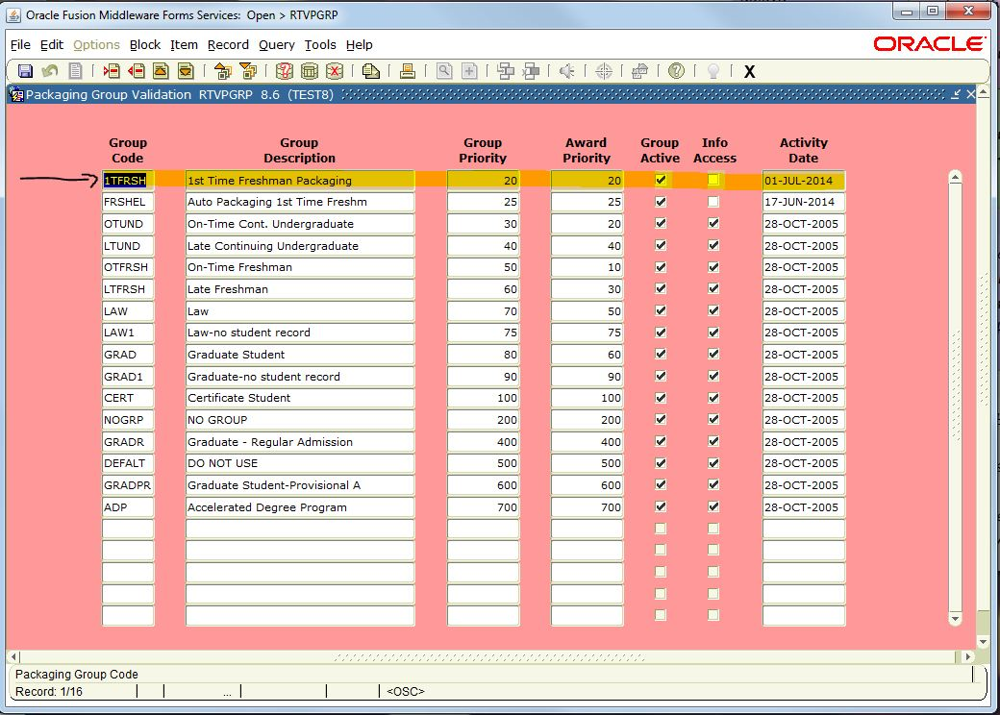 Oracle Fusion Middleware Forms Services:  Open > RTVPGRP
File Edit Options Block Item Record Query Tools Help
ORACLE
X
Packaging Group Validation  RTVPGRP  8.6  (TEST8)
Group Code Group Description Group Priority Award Priority Group Active Info Access Activity Date
1TFRSH 1st Time Freshman Packaging 20 20 01-JUL-2014
FRSHEL Auto Packaging 1st Time Freshm 25 25 17-JUN-2014
OTUND On-Time Cont. Undergraduate 30 20 28-OCT-2005
LTUND Late Continuing Undergraduate 40 40 28-OCT-2005
OTFRSH On-Time Freshman 50 10 28-OCT-2005
LTFRSH Late Freshman 60 30 28-OCT-2005
LAW Law 70 50 28-OCT-2005
LAW1 Law-no student record 75 75 28-OCT-2005
GRAD Graduate Student 80 60 28-OCT-2005
GRAD1 Graduate-no student record 90 90 28-OCT-2005
CERT Certificate Student 100 100 28-OCT-2005
NOGRP NO GROUP 200 200 28-OCT-2005
GRADR Graduate - Regular Admission 400 400 28-OCT-2005
DEFALT DO NOT USE 500 500 28-OCT-2005
GRADPR Graduate Student-Provisional A 600 600 28-OCT-2005
ADP Accelerated Degree Program 700 700 28-OCT-2005
Packaging Group Code
Record: 1/16 ... <OSC>